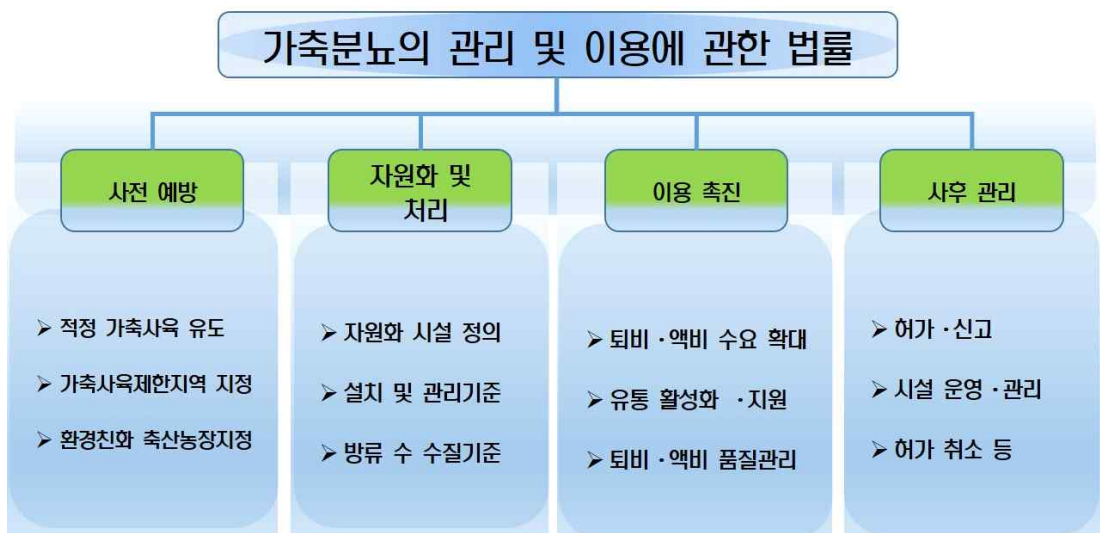 가축분뇨의 관리 및 이용에 관한 법률
사전 예방
➢ 적정 가축사육 유도
➢ 가축사육제한지역 지정
➢ 환경친화 축산농장지정
자원화 및
처리
➢ 자원화 시설 정의
➢ 설치 및 관리기준
➢ 방류 수 수질기준
이용 촉진
➢ 퇴비 ·액비 수요 확대
➢ 유통 활성화 ·지원
➢ 퇴비 ·액비 품질관리
사후 관리
➢ 허가 ·신고
➢ 시설 운영 ·관리
➢ 허가 취소 등